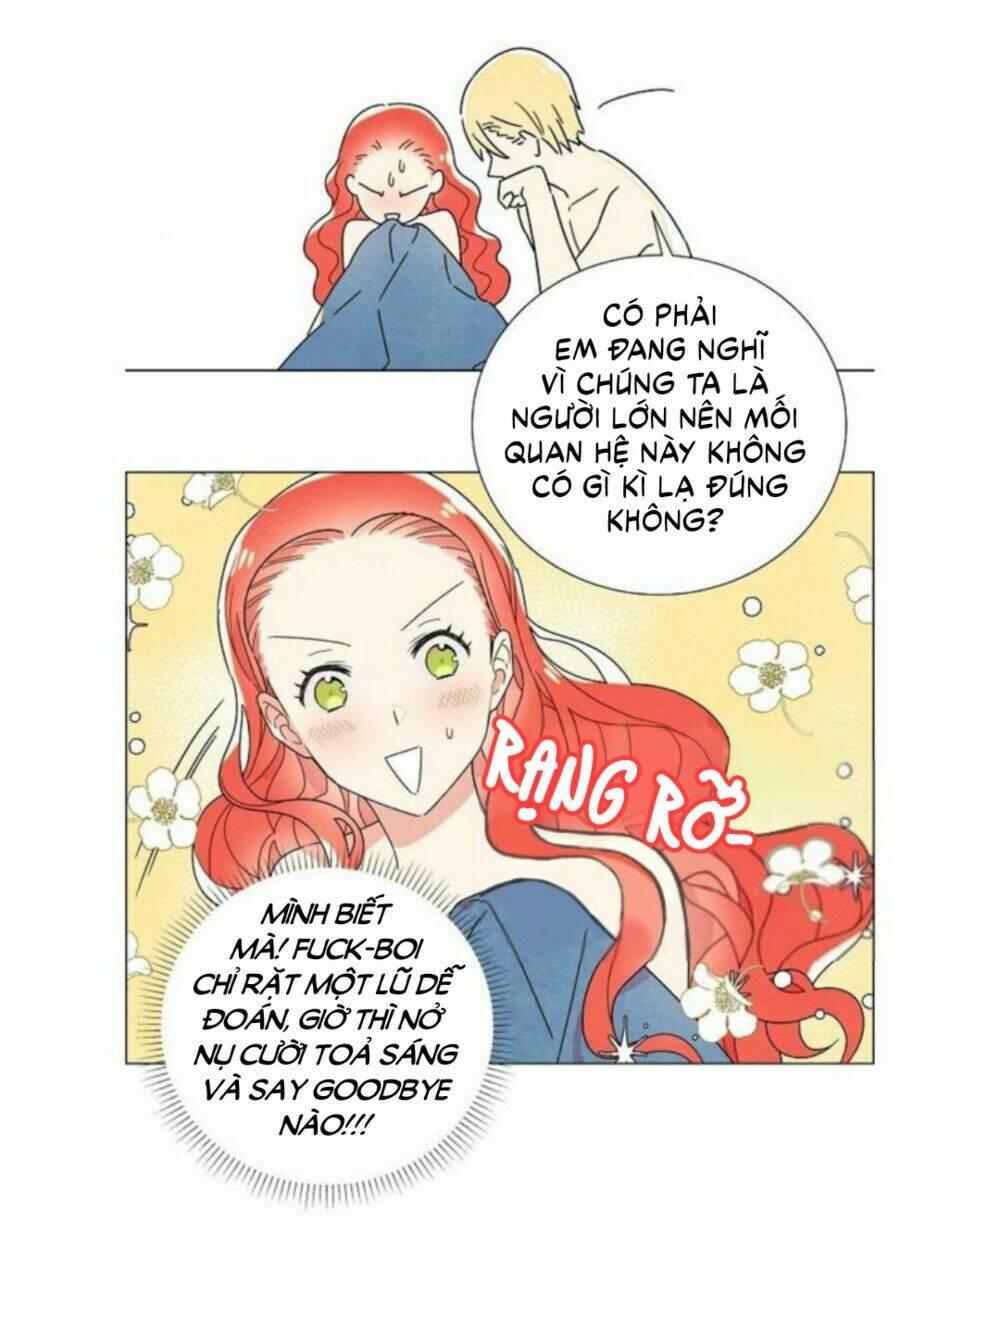 CÓ PHẢI
EM ĐANG NGHĨ
VÌ CHÚNG TA LÀ
NGƯỜI LỚN NÊN MỐI
QUAN HỆ NÀY KHÔNG
CÓ GÌ KÌ LẠ ĐÚNG
KHÔNG?
RẠNG RỠ~
MÌNH BIẾT
MÀ! FUCK-BOI
CHỈ RẶT MỘT LŨ DỄ
ĐOÁN, GIỜ THÌ NỞ
NỤ CƯỜI TOẢ SÁNG
VÀ SAY GOODBYE
NÀO!!!